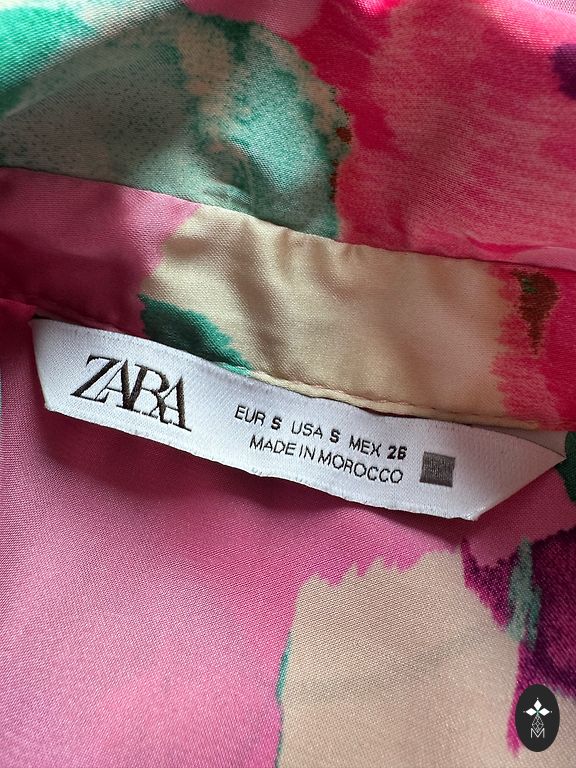 ZARA
EUR S USA S MEX 26
MADE IN MOROCCO
M